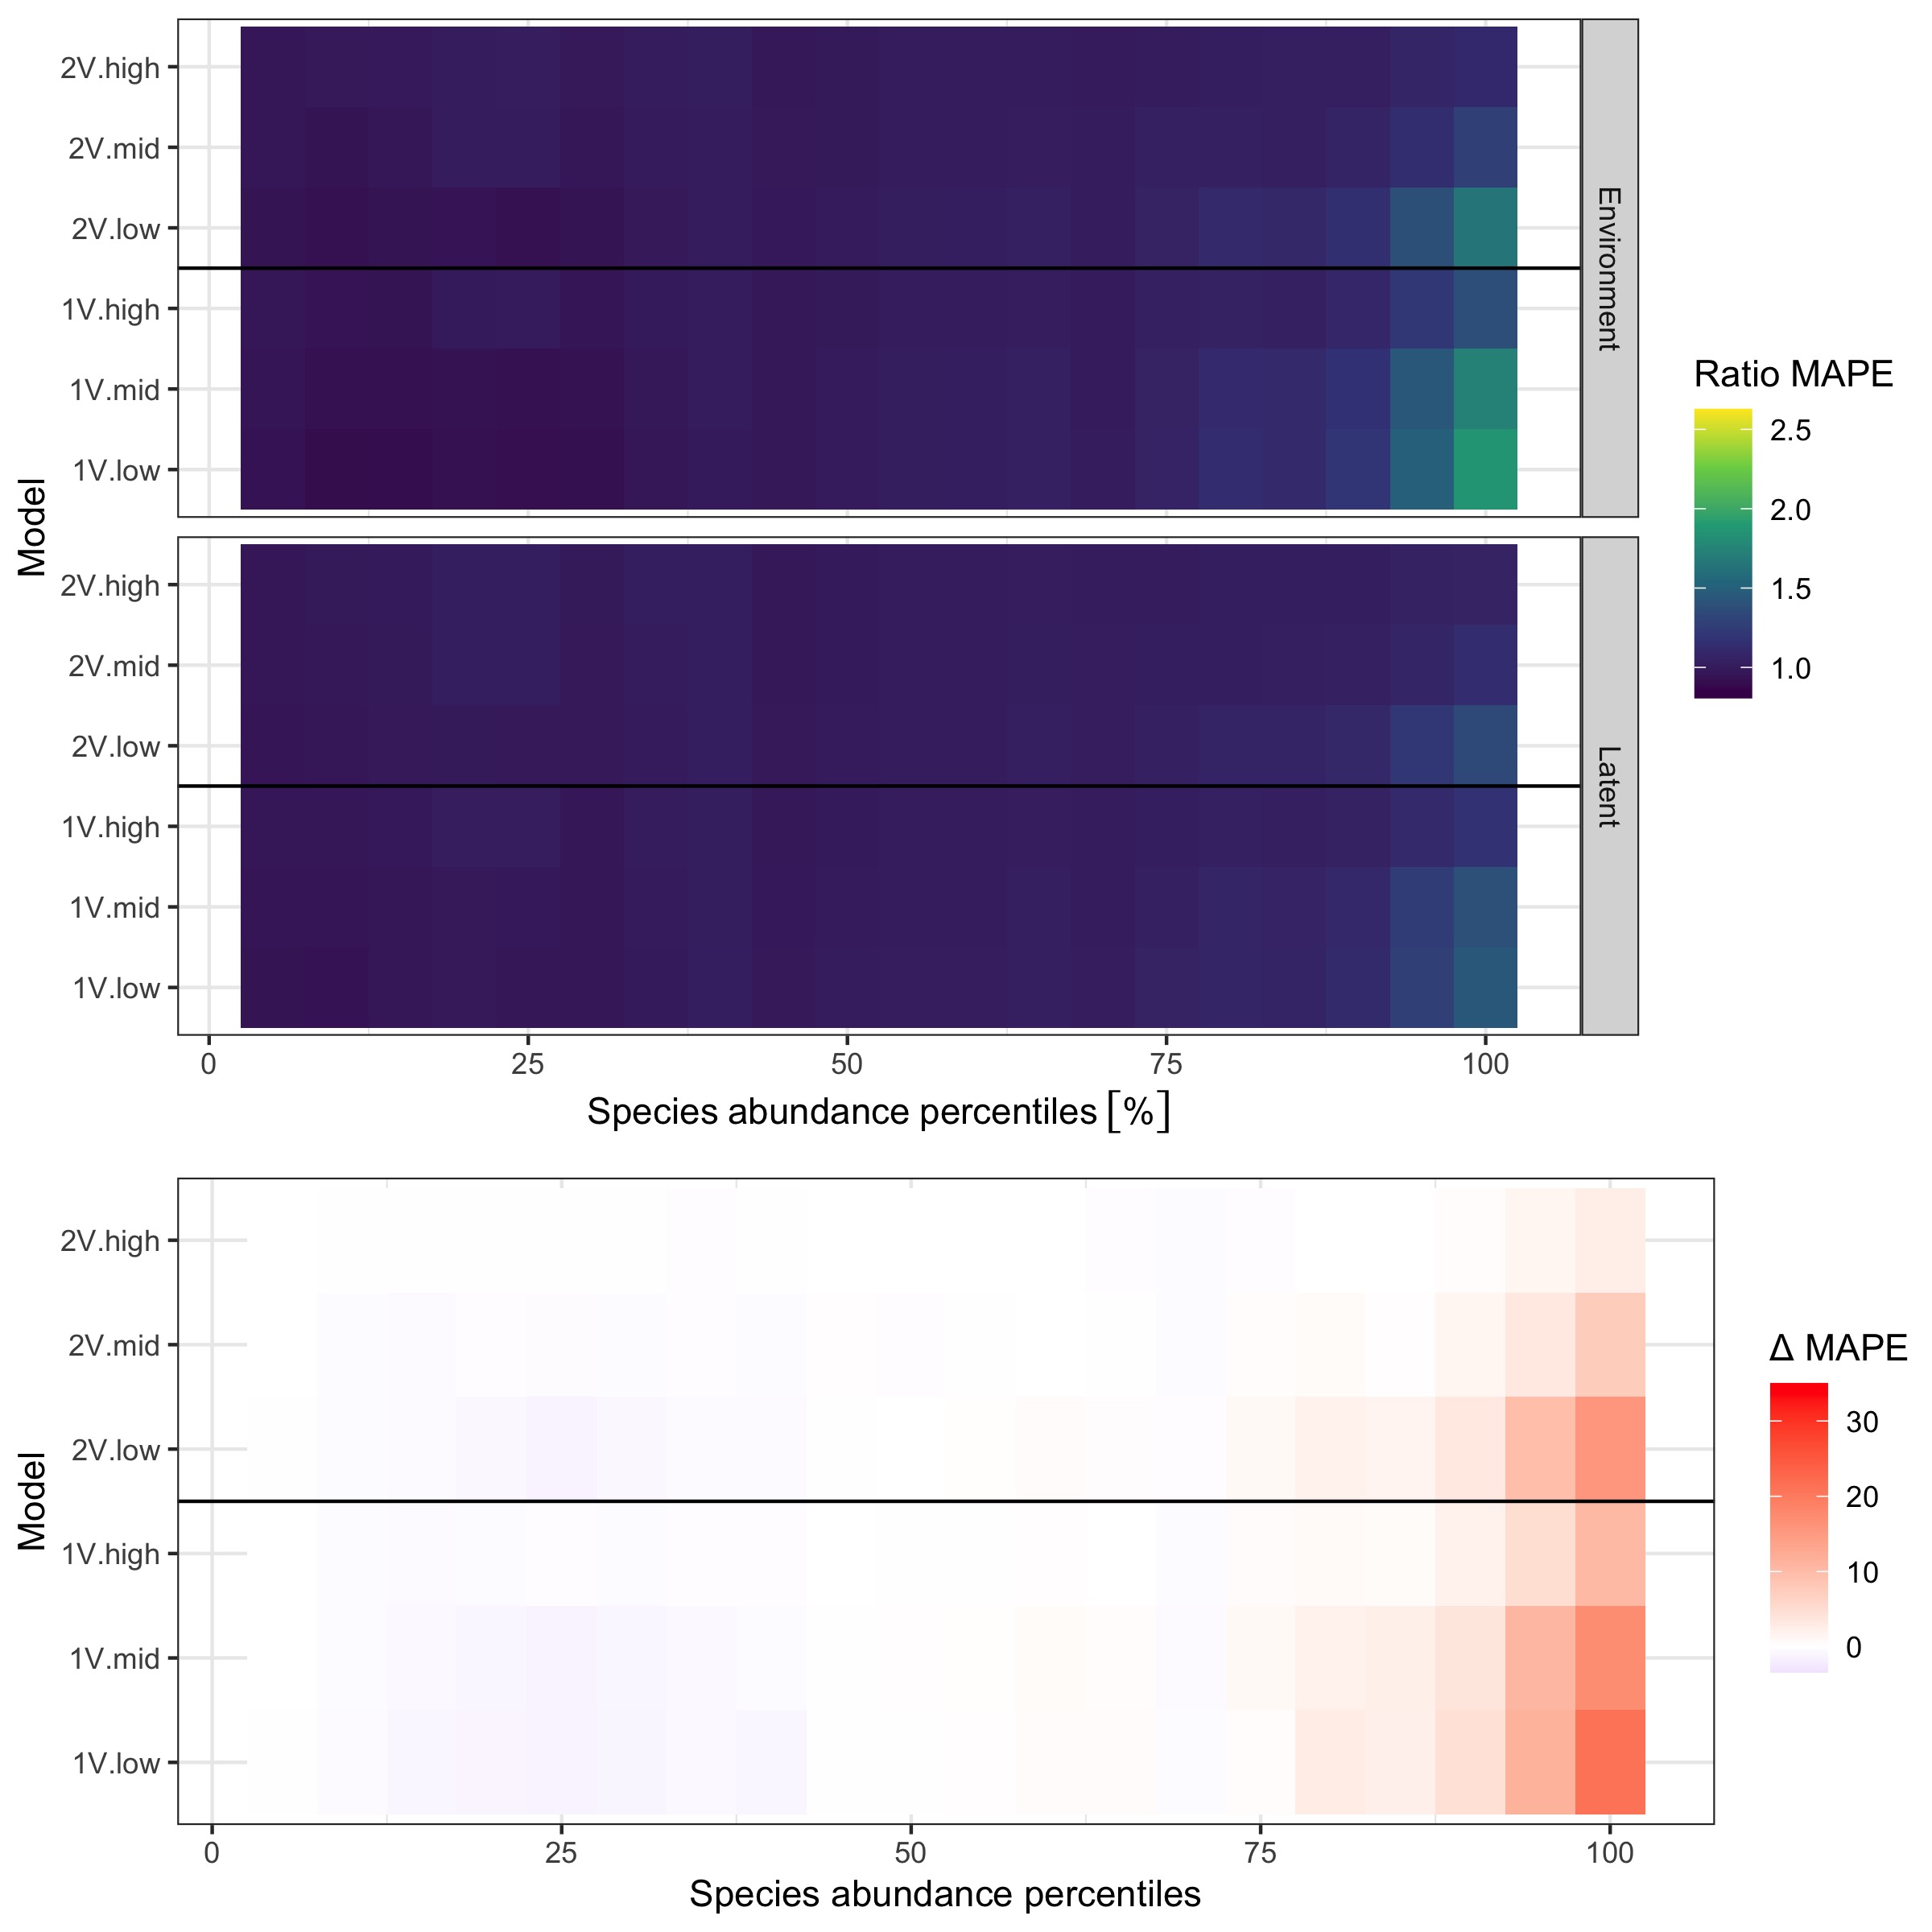 2V.high
2V.mid
2V.low
1V.high
1V.mid
1V.low
Environment
2V.high
2V.mid
2V.low
1V.high
1V.mid
1V.low
Latent
Model
0 25 50 75 100
Species abundance percentiles [%]
Ratio MAPE
2.5
2.0
1.5
1.0
2V.high
2V.mid
2V.low
1V.high
1V.mid
1V.low
Model
0 25 50 75 100
Species abundance percentiles
Δ MAPE
30
20
10
0